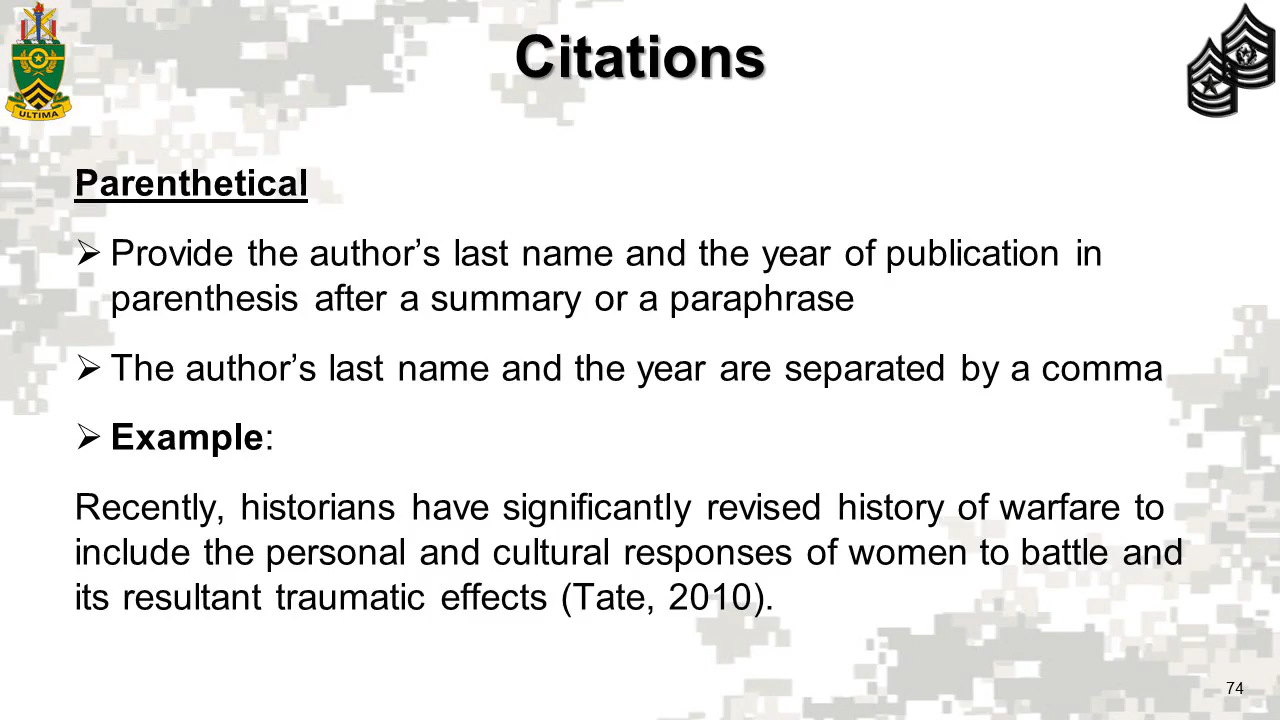 Citations
ULTIMA
Parenthetical
➢ Provide the author’s last name and the year of publication in
parenthesis after a summary or a paraphrase
➢ The author’s last name and the year are separated by a comma
➢ Example:
Recently, historians have significantly revised history of warfare to
include the personal and cultural responses of women to battle and
its resultant traumatic effects (Tate, 2010).
74